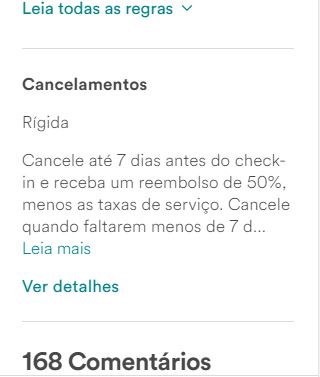 Leia todas as regras
Cancelamentos
Rígida
Cancele até 7 dias antes do check-
in e receba um reembolso de 50%,
menos as taxas de serviço. Cancele
quando faltarem menos de 7 d...
Leia mais
Ver detalhes
168 Comentários